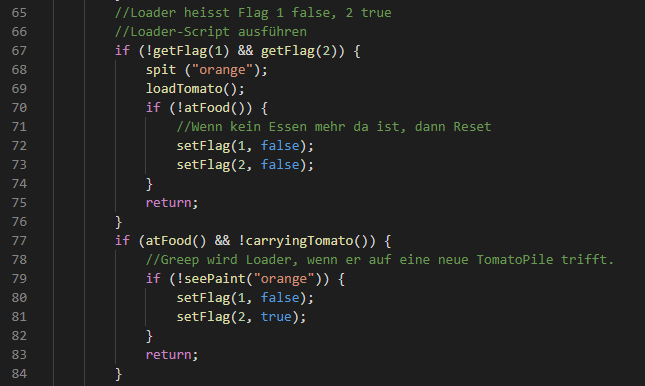 65 //Loader heisst Flag 1 false, 2 true
66 //Loader-Script ausführen
67 if (!getFlag(1) && getFlag(2)) {
68 spit ("orange");
69 loadTomato();
70 if (!atFood()) {
71 //Wenn kein Essen mehr da ist, dann Reset
72 setFlag(1, false);
73 setFlag(2, false);
74 }
75 return;
76 }
77 if (atFood() && !carryingTomato()) {
78 //Greep wird Loader, wenn er auf eine neue TomatoPile trifft.
79 if (!seePaint("orange")) {
80 setFlag(1, false);
81 setFlag(2, true);
82 }
83 return;
84 }